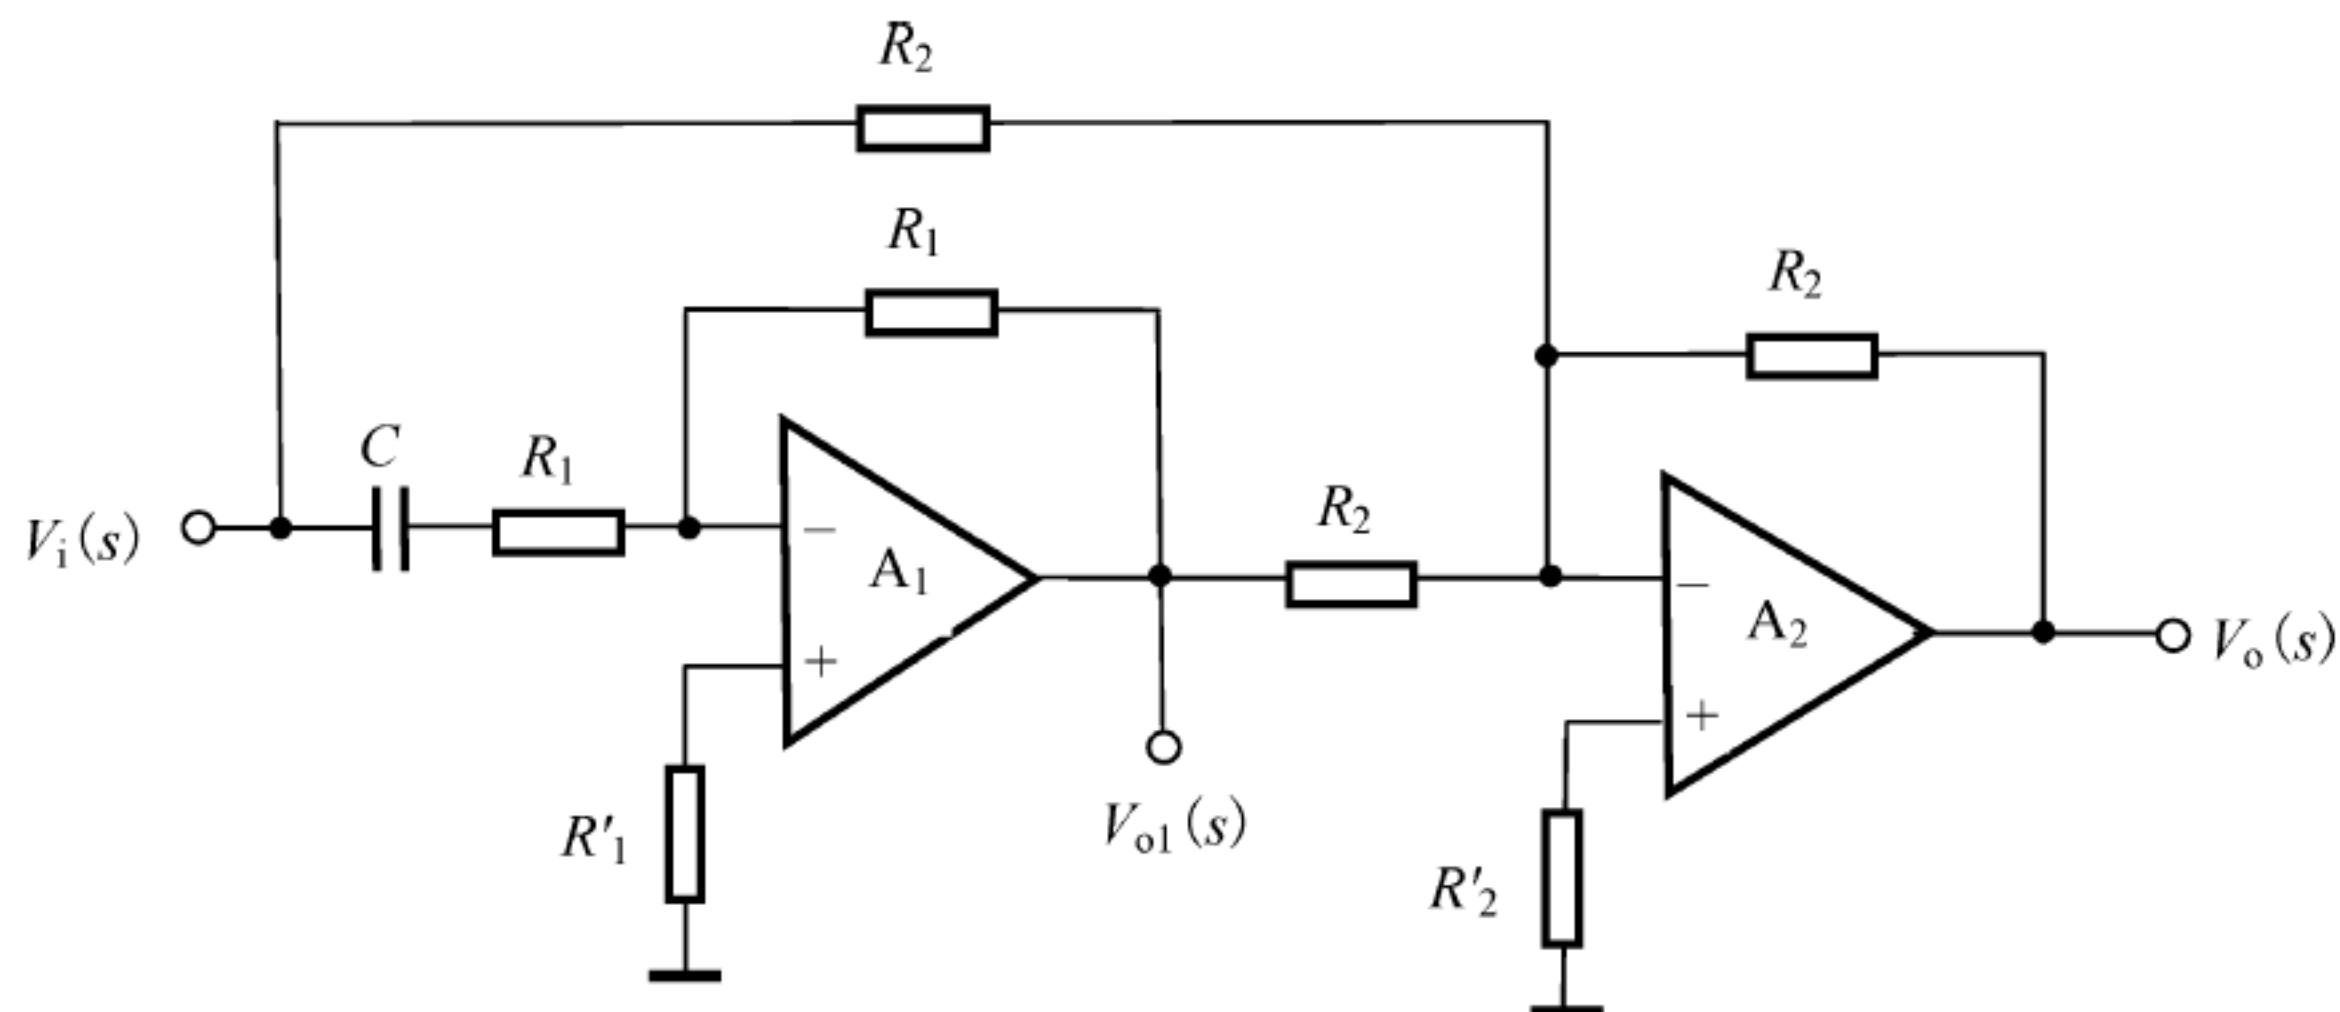 R₂
R₁
R₂
C
R₁
R₂
Vᵢ(s)
−
A₁
+
−
A₂
+
Vₒ(s)
R′₁
Vₒ₁(s)
R′₂